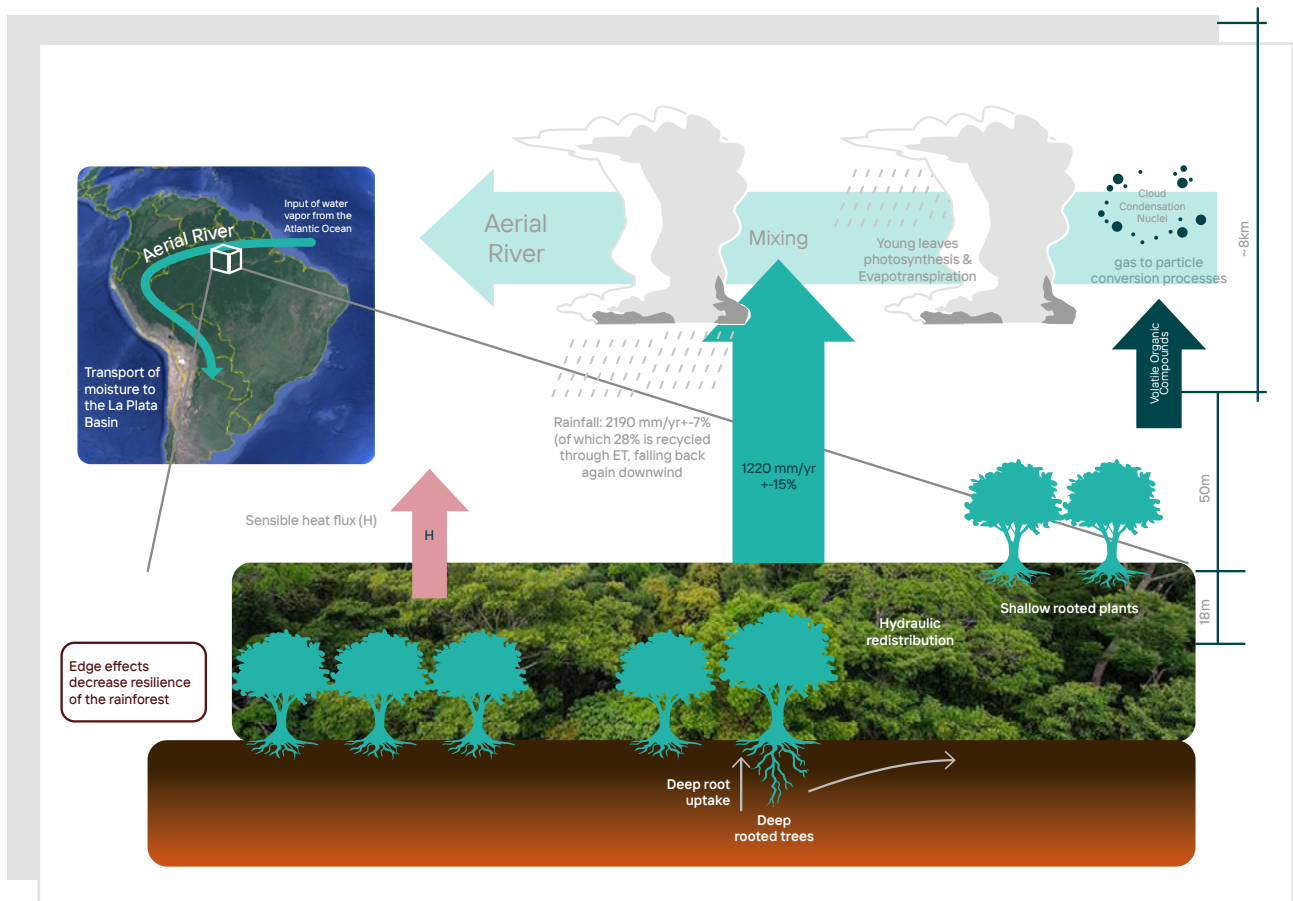 Input of water
vapor from the
Atlantic Ocean
Aerial River
Transport of
moisture to
the La Plata
Basin
Aerial
River
Mixing
Young leaves
photosynthesis &
Evapotranspiration
Cloud
Condensation
Nuclei
gas to particle
conversion processes
~8km
Volatile Organic
Compounds
Rainfall: 2190 mm/yr+-7%
(of which 28% is recycled
through ET, falling back
again downwind
1220 mm/yr
+-15%
50m
Sensible heat flux (H)
H
Shallow rooted plants
18m
Hydraulic
redistribution
Edge effects
decrease resilience
of the rainforest
Deep root
uptake
Deep
rooted trees